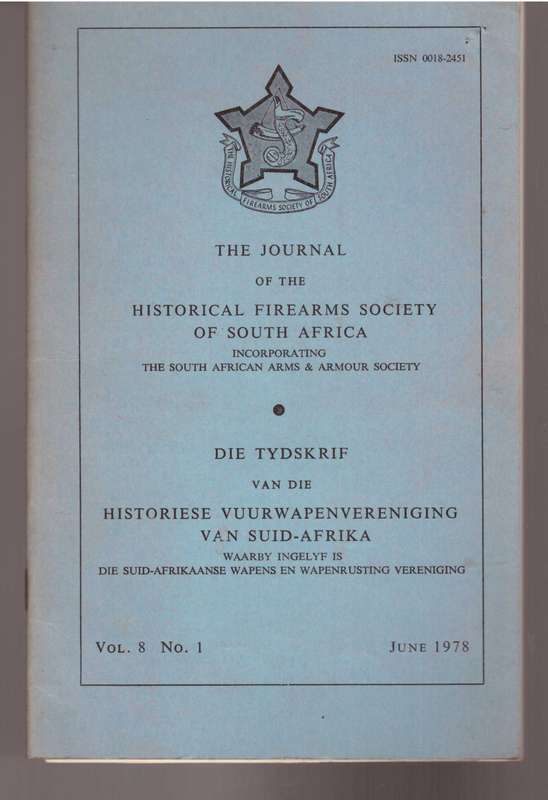 ISSN 0018-2451
THE HISTORICAL FIREARMS SOCIETY OF SOUTH AFRICA
THE JOURNAL
OF THE
HISTORICAL FIREARMS SOCIETY
OF SOUTH AFRICA
INCORPORATING
THE SOUTH AFRICAN ARMS & ARMOUR SOCIETY
DIE TYDSKRIF
VAN DIE
HISTORIESE VUURWAPENVERENIGING
VAN SUID-AFRIKA
WAARBY INGELYF IS
DIE SUID-AFRIKAANSE WAPENS EN WAPENRUSTING VERENIGING
VOL. 8 NO. 1
JUNE 1978